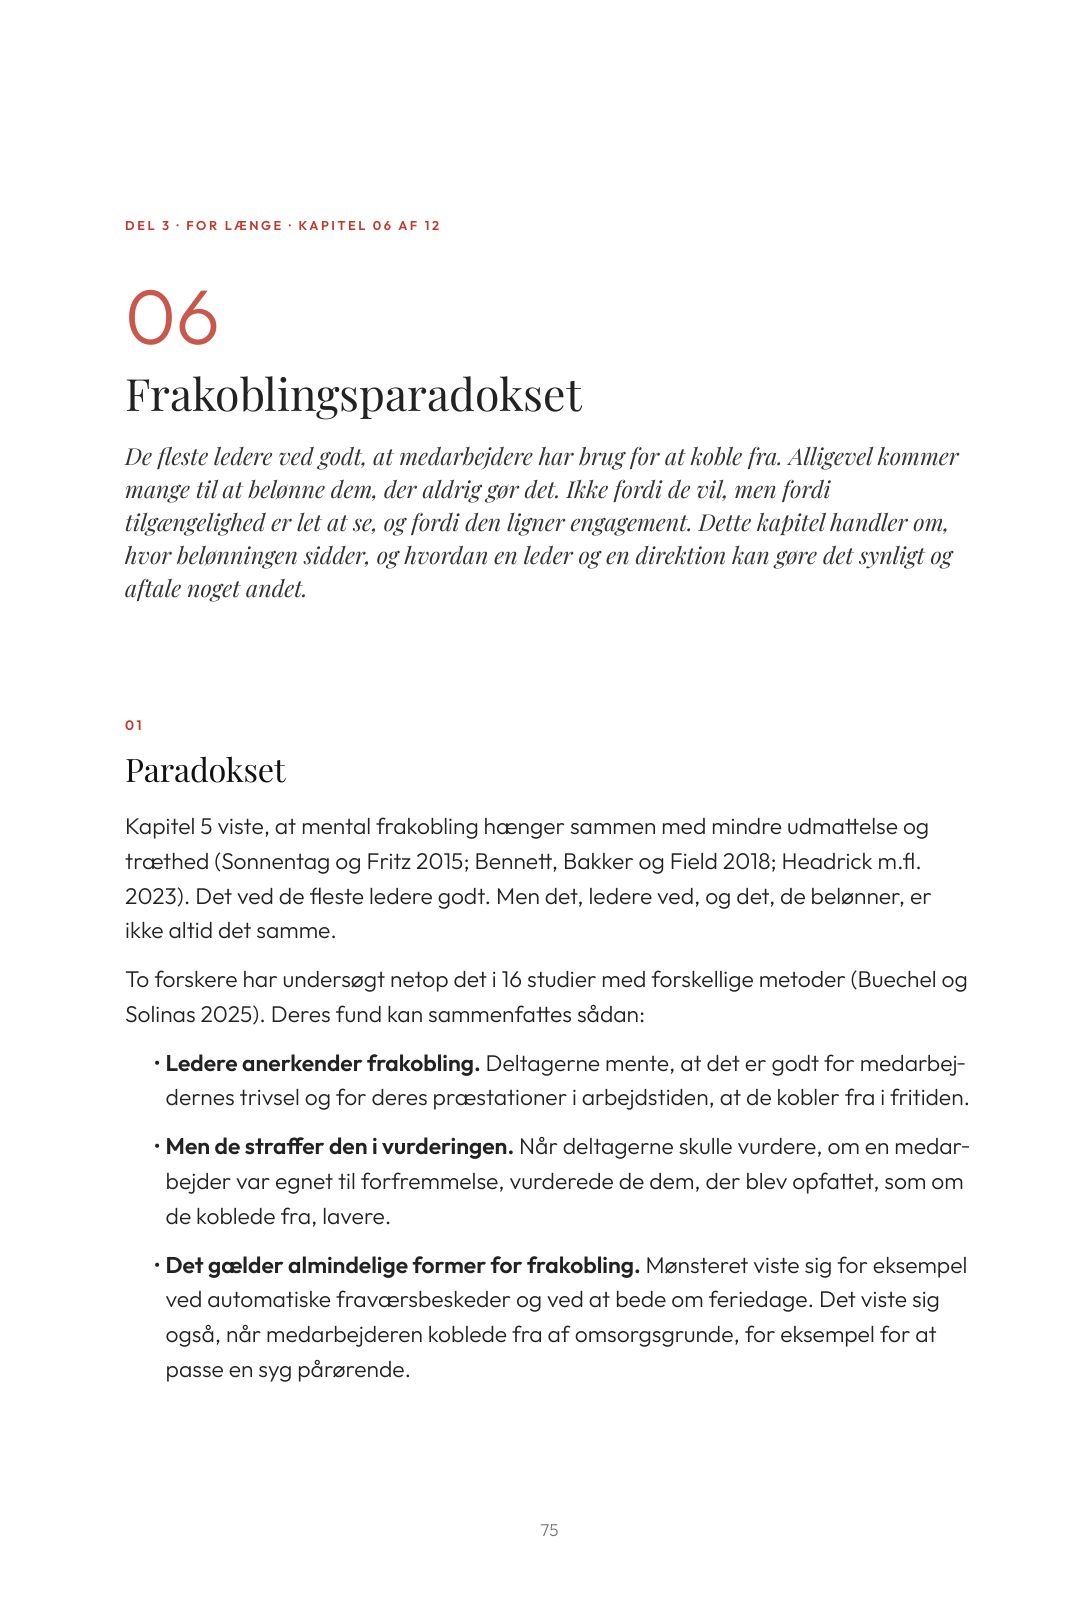 DEL 3 · FOR LÆNGE · KAPITEL 06 AF 12
06
Frakoblingsparadokset
De fleste ledere ved godt, at medarbejdere har brug for at koble fra. Alligevel kommer
mange til at belønne dem, der aldrig gør det. Ikke fordi de vil, men fordi
tilgængelighed er let at se, og fordi den ligner engagement. Dette kapitel handler om,
hvor belønningen sidder, og hvordan en leder og en direktion kan gøre det synligt og
aftale noget andet.
01
Paradokset
Kapitel 5 viste, at mental frakobling hænger sammen med mindre udmattelse og
træthed (Sonnentag og Fritz 2015; Bennett, Bakker og Field 2018; Headrick m.fl.
2023). Det ved de fleste ledere godt. Men det, ledere ved, og det, de belønner, er
ikke altid det samme.
To forskere har undersøgt netop det i 16 studier med forskellige metoder (Buechel og
Solinas 2025). Deres fund kan sammenfattes sådan:
• Ledere anerkender frakobling. Deltagerne mente, at det er godt for medarbej-
dernes trivsel og for deres præstationer i arbejdstiden, at de kobler fra i fritiden.
• Men de straffer den i vurderingen. Når deltagerne skulle vurdere, om en medar-
bejder var egnet til forfremmelse, vurderede de dem, der blev opfattet, som om
de koblede fra, lavere.
• Det gælder almindelige former for frakobling. Mønsteret viste sig for eksempel
ved automatiske fraværsbeskeder og ved at bede om feriedage. Det viste sig
også, når medarbejderen koblede fra af omsorgsgrunde, for eksempel for at
passe en syg pårørende.
75